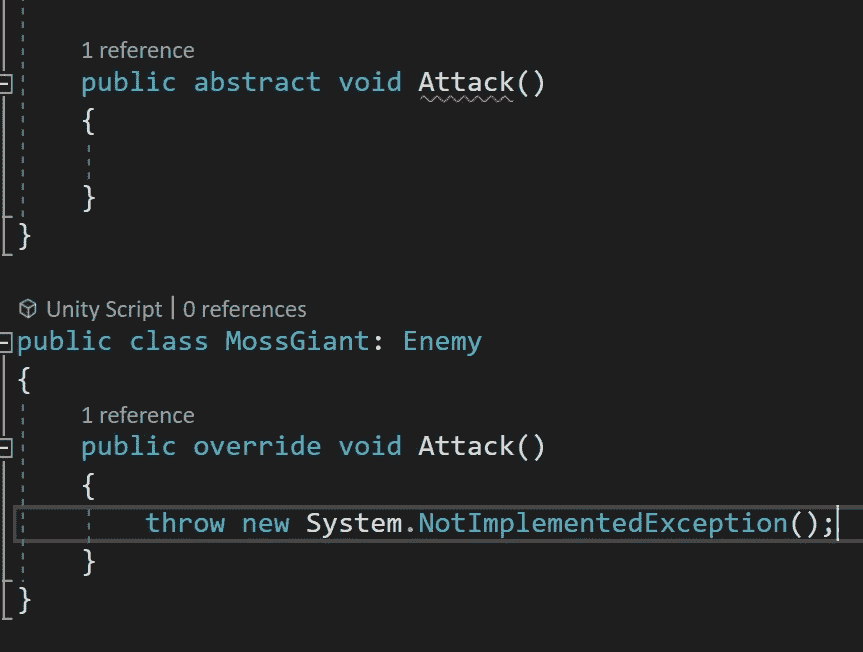 1 reference
public abstract void Attack()
{
}
}
Unity Script | 0 references
public class MossGiant: Enemy
{
1 reference
public override void Attack()
{
throw new System.NotImplementedException();
}
}